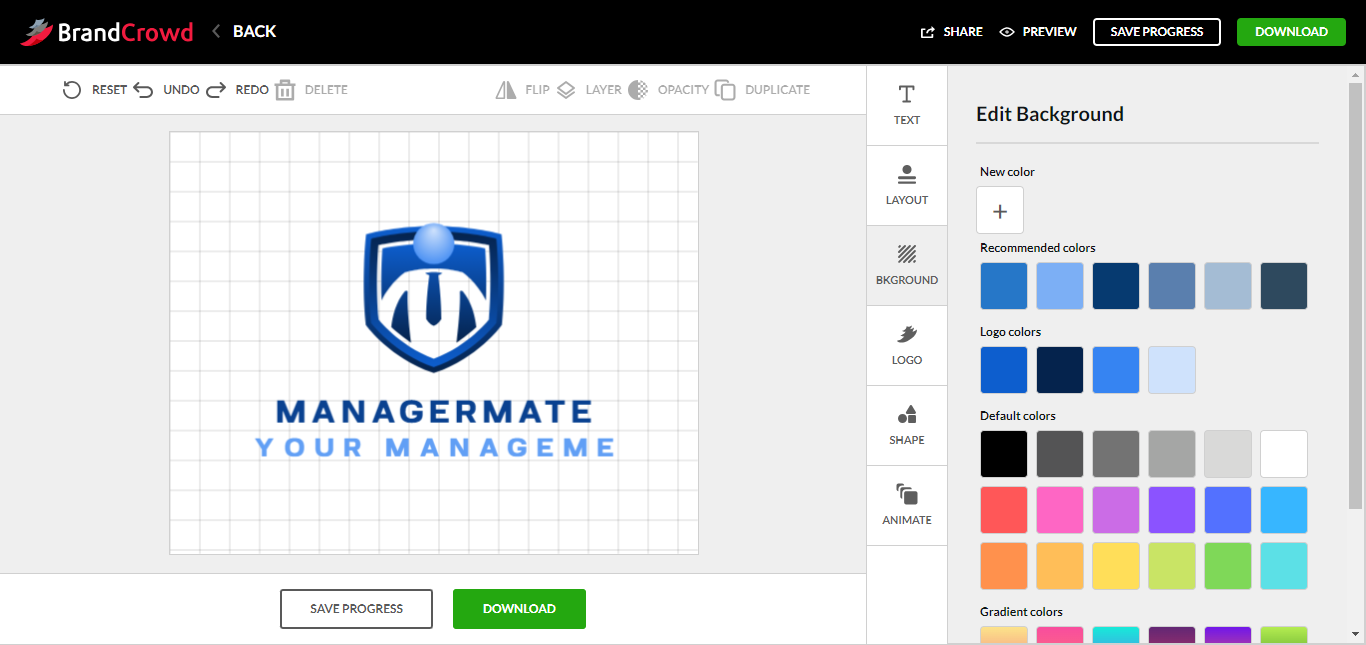 BrandCrowd
BACK
SHARE
PREVIEW
SAVE PROGRESS
DOWNLOAD
RESET
UNDO
REDO
DELETE
FLIP
LAYER
OPACITY
DUPLICATE
MANAGERMATE
YOUR MANAGEME
SAVE PROGRESS
DOWNLOAD
TEXT
LAYOUT
BKGROUND
LOGO
SHAPE
ANIMATE
Edit Background
New color
Recommended colors
Logo colors
Default colors
Gradient colors